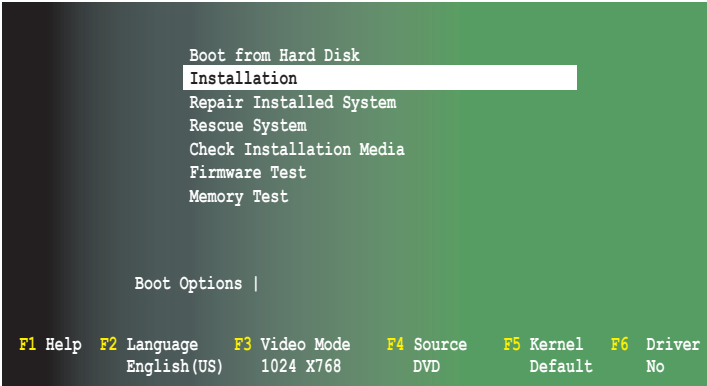 Boot from Hard Disk
Installation
Repair Installed System
Rescue System
Check Installation Media
Firmware Test
Memory Test
Boot Options |
F1 Help F2 Language F3 Video Mode F4 Source F5 Kernel F6 Driver
English(US) 1024 X768 DVD Default No